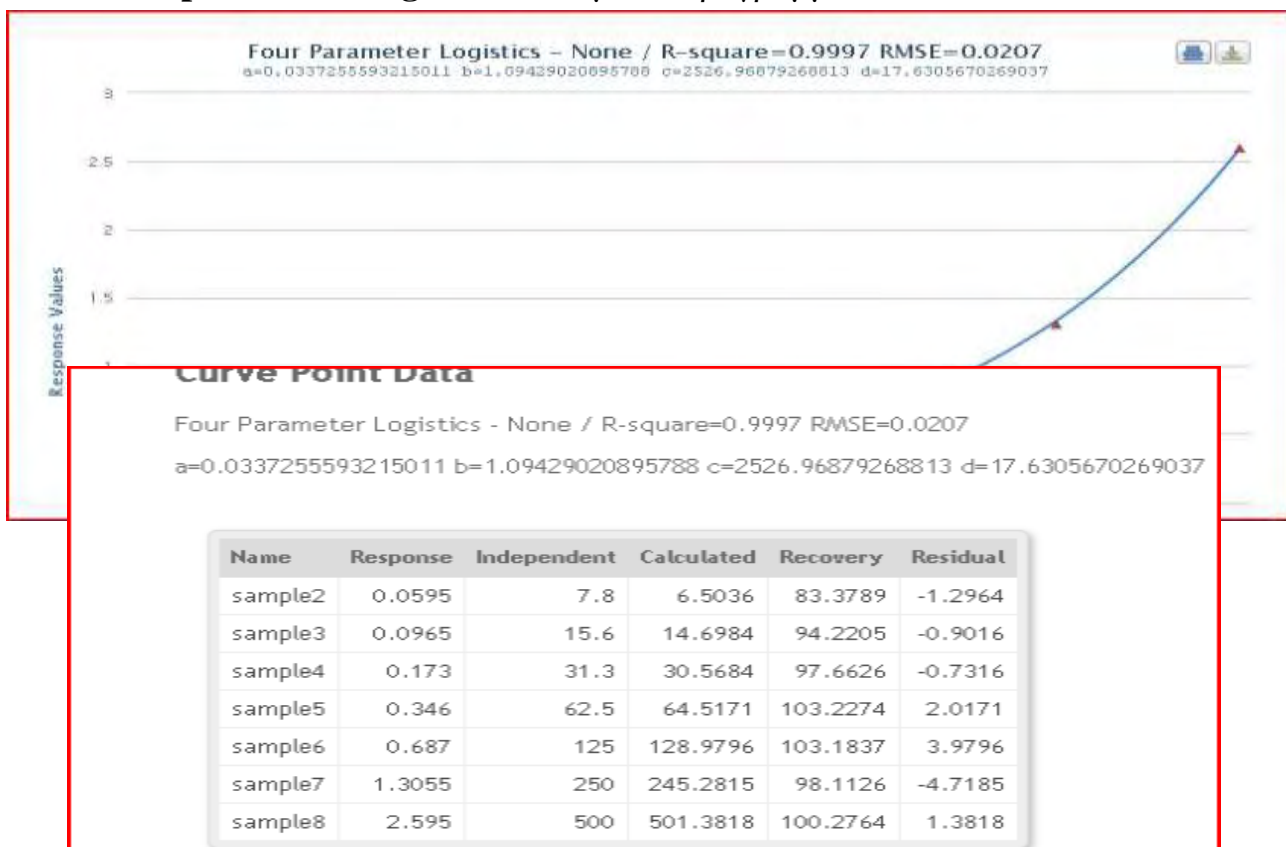 Four Parameter Logistics - None / R-square=0.9997 RMSE=0.0207
a=0.0337255593215011 b=1.09429020895788 c=2526.96879268813 d=17.6305670269037
3
2.5
2
1.5
Response Values
Curve Point Data
Four Parameter Logistics - None / R-square=0.9997 RMSE=0.0207
a=0.0337255593215011 b=1.09429020895788 c=2526.96879268813 d=17.6305670269037
Name Response Independent Calculated Recovery Residual
sample2 0.0595 7.8 6.5036 83.3789 -1.2964
sample3 0.0965 15.6 14.6984 94.2205 -0.9016
sample4 0.173 31.3 30.5684 97.6626 -0.7316
sample5 0.346 62.5 64.5171 103.2274 2.0171
sample6 0.687 125 128.9796 103.1837 3.9796
sample7 1.3055 250 245.2815 98.1126 -4.7185
sample8 2.595 500 501.3818 100.2764 1.3818